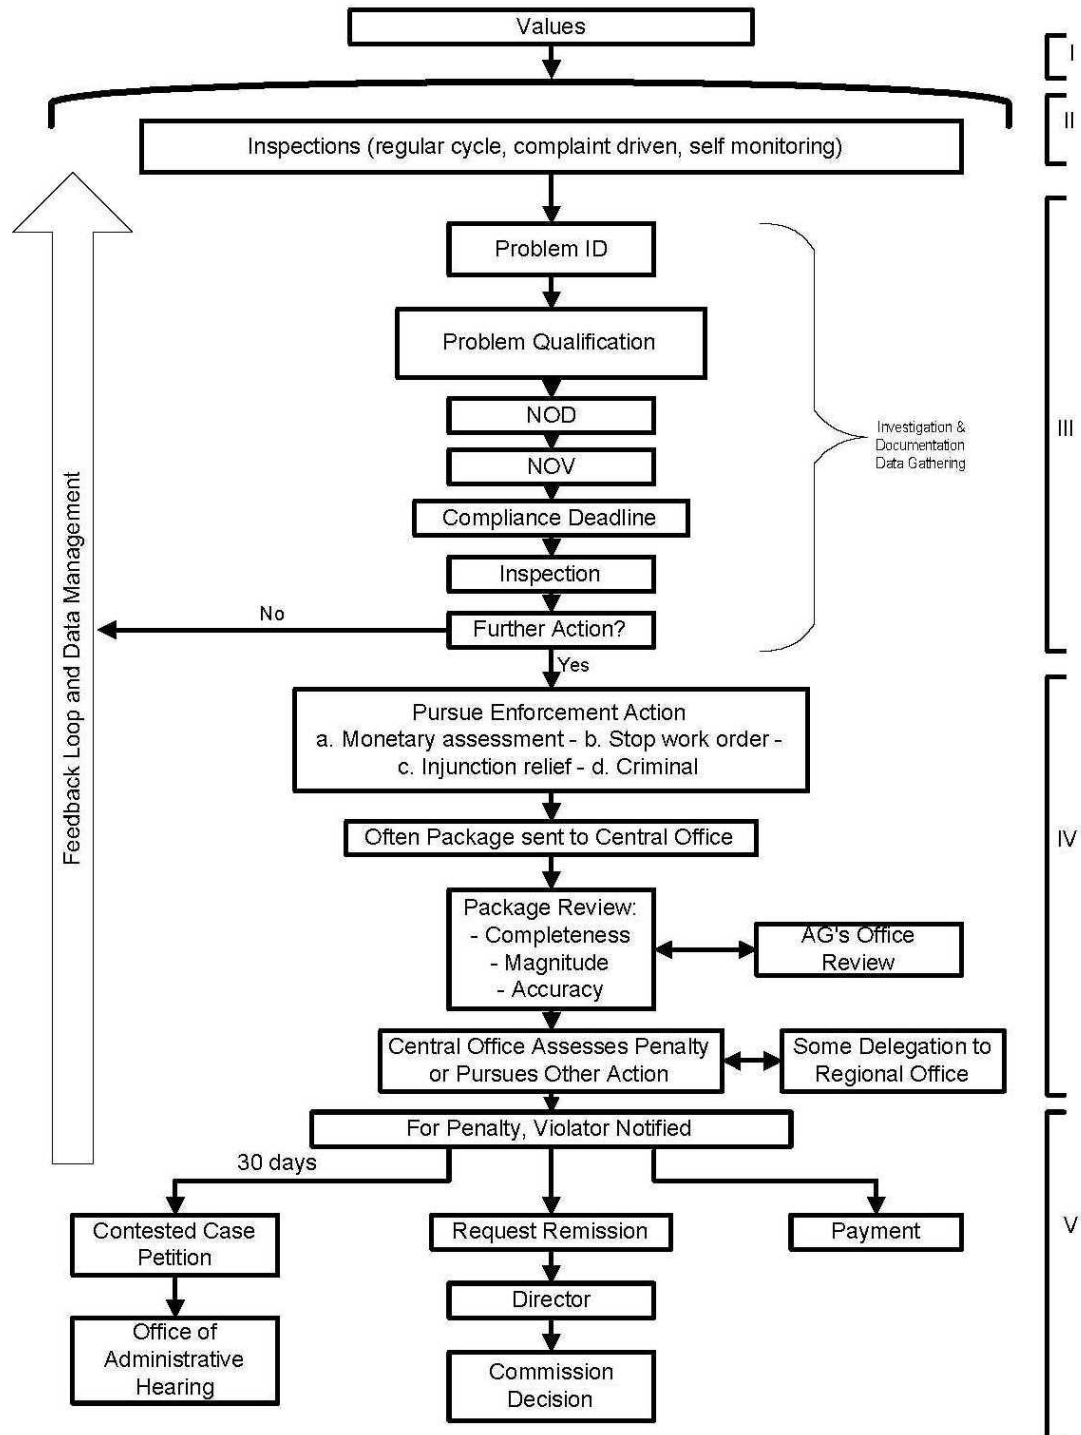 Values
I
II
Inspections (regular cycle, complaint driven, self monitoring)
Problem ID
Problem Qualification
NOD
NOV
Compliance Deadline
Inspection
Further Action?
Investigation &
Documentation
Data Gathering
III
No
Yes
Feedback Loop and Data Management
Pursue Enforcement Action
a. Monetary assessment - b. Stop work order -
c. Injunction relief - d. Criminal
Often Package sent to Central Office
IV
Package Review:
- Completeness
- Magnitude
- Accuracy
AG's Office
Review
Central Office Assesses Penalty
or Pursues Other Action
Some Delegation to
Regional Office
For Penalty, Violator Notified
30 days
Contested Case
Petition
Request Remission
Payment
V
Director
Office of
Administrative
Hearing
Commission
Decision